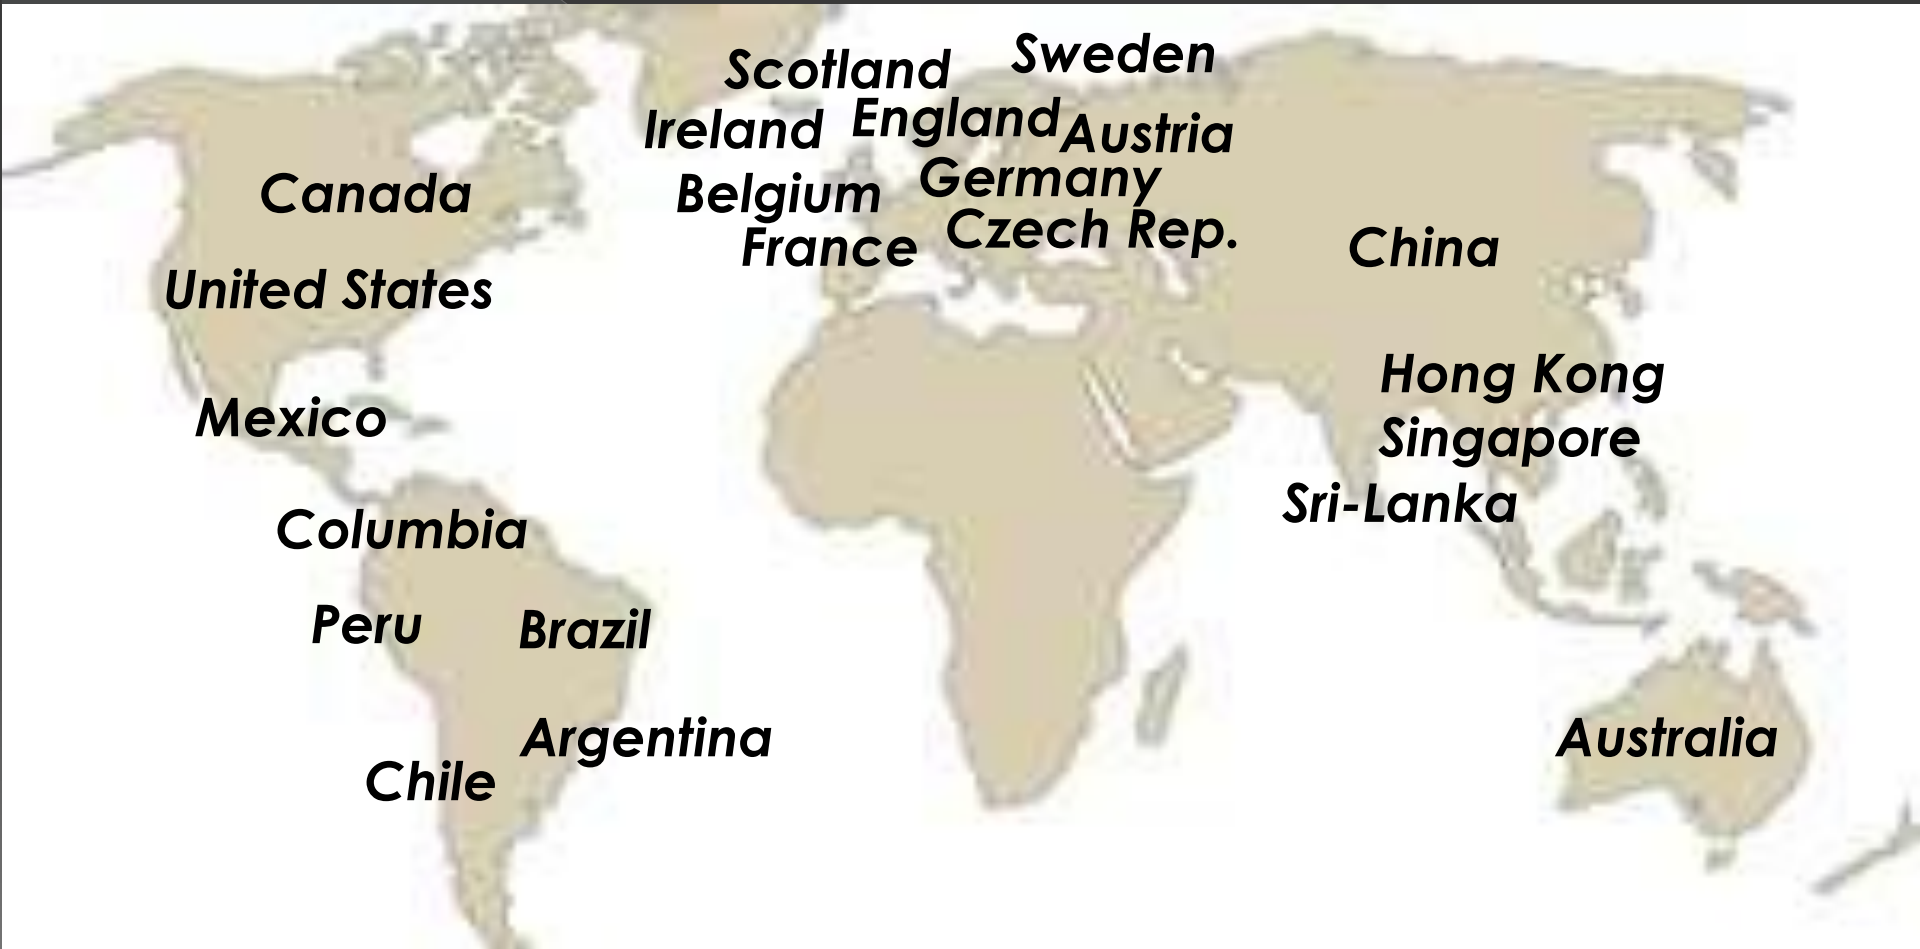 Scotland
Sweden
Ireland
England
Austria
Canada
Belgium
Germany
France
Czech Rep.
China
United States
Hong Kong
Mexico
Singapore
Sri-Lanka
Columbia
Peru
Brazil
Argentina
Australia
Chile